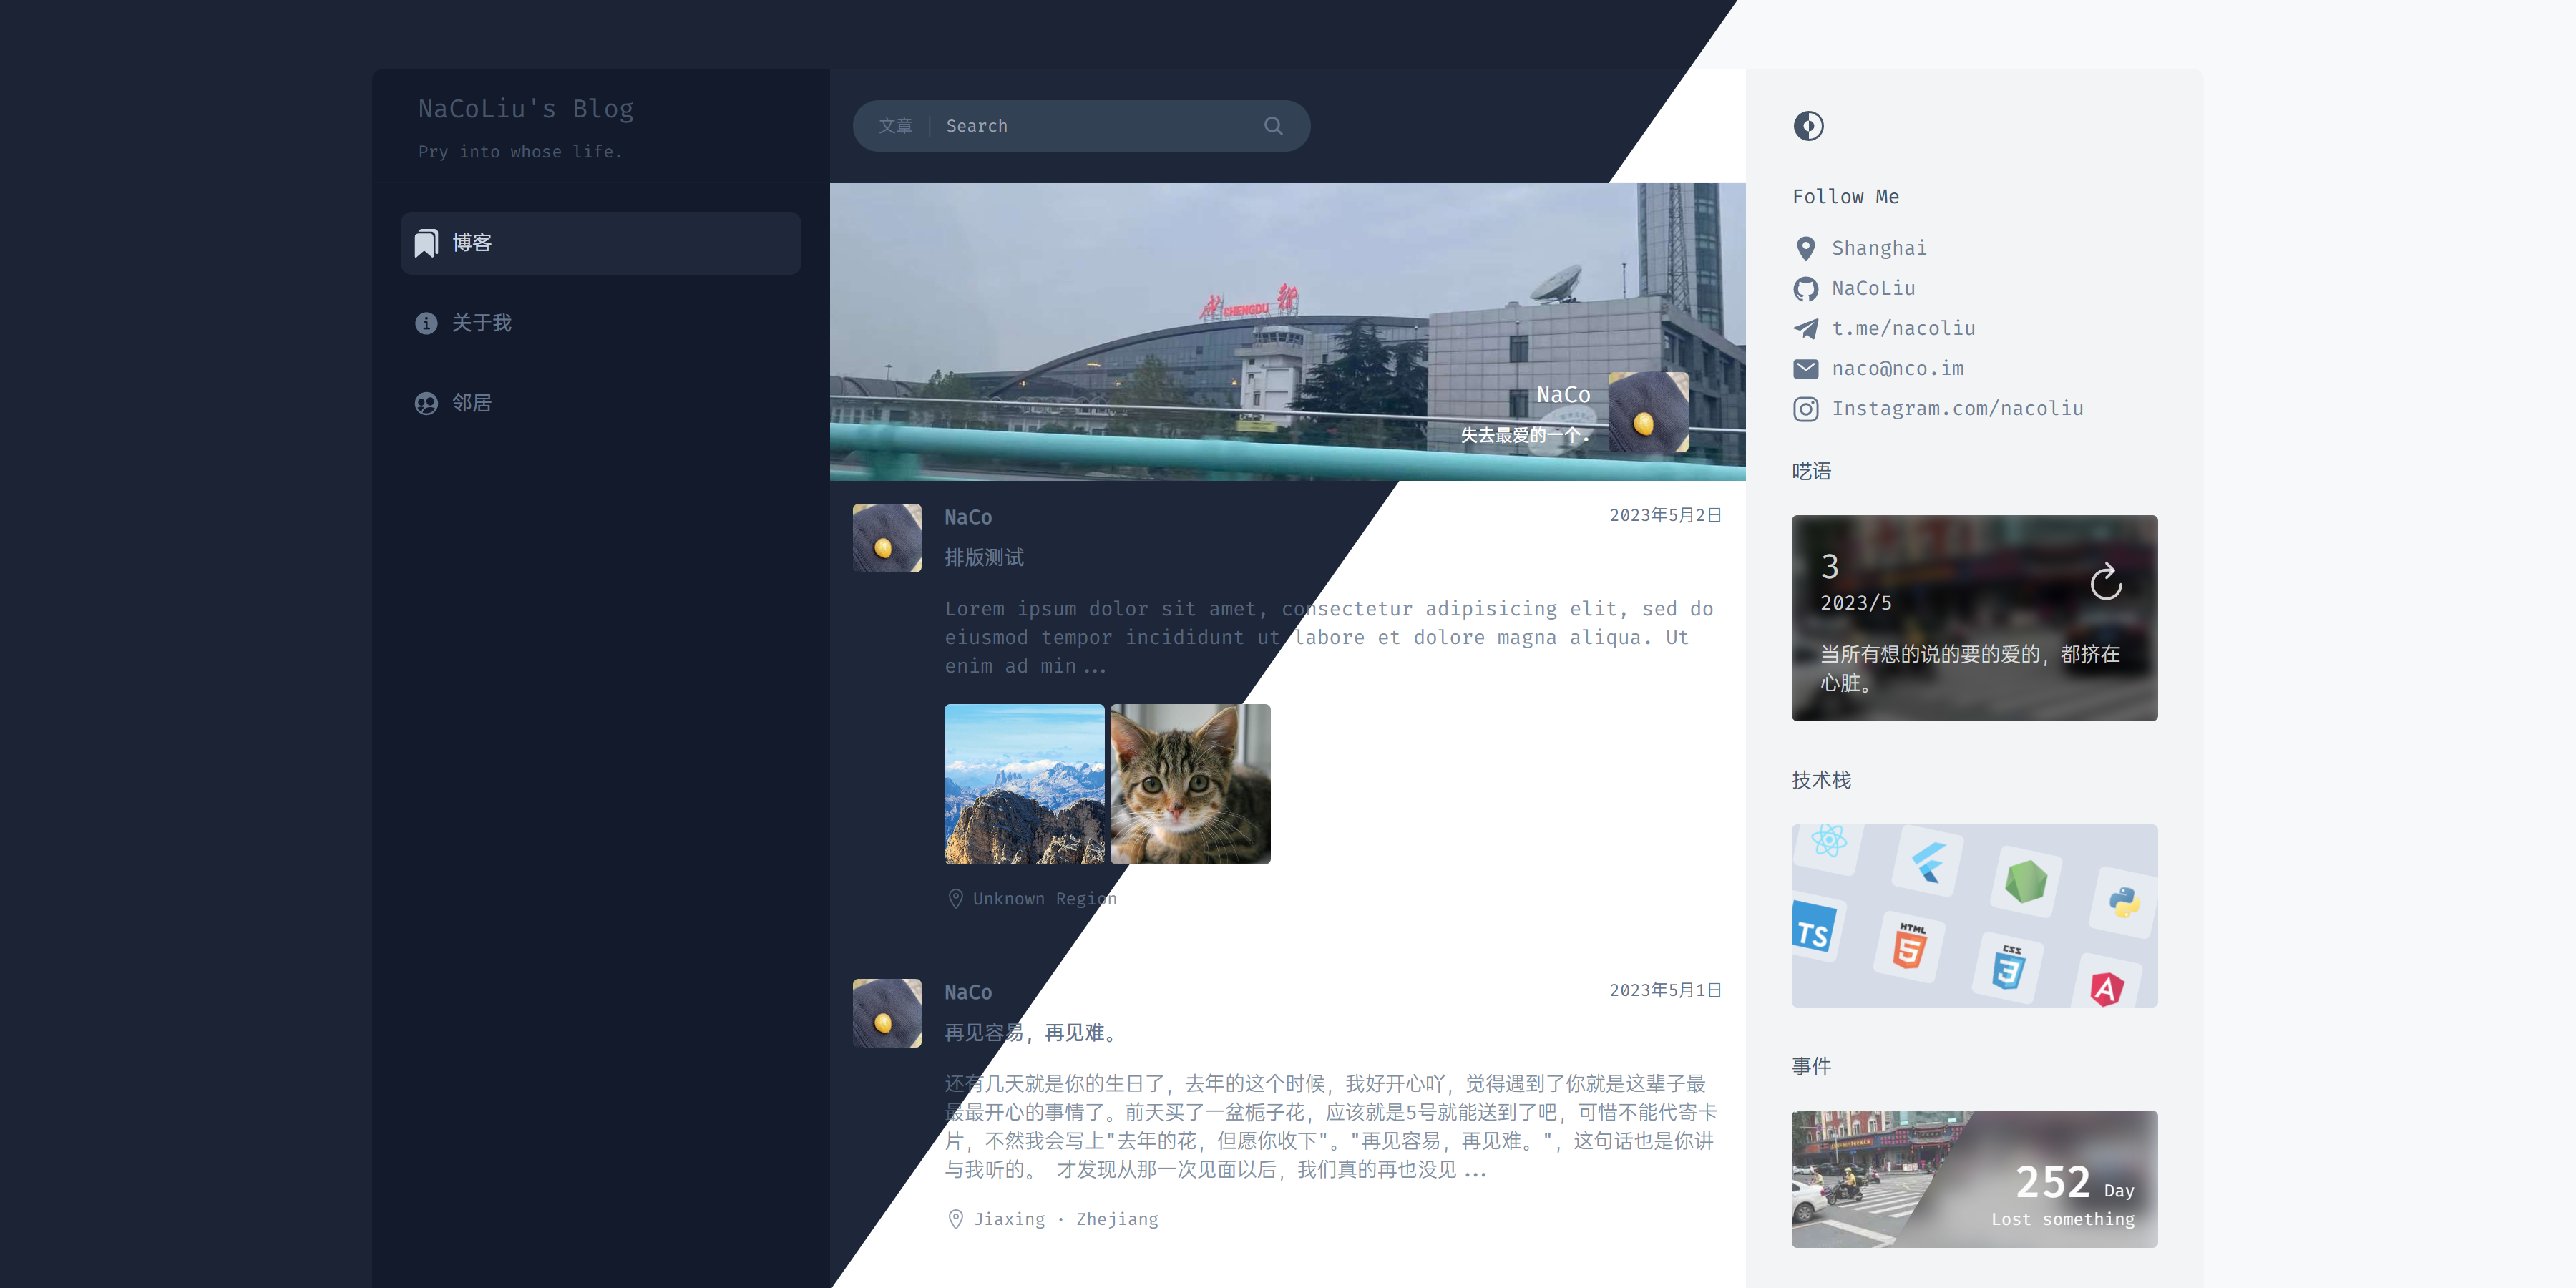 NaCoLiu's Blog
Pry into whose life.
博客
关于我
邻居
文章
Search
成 CHENGDU 都
NaCo
失去最爱的一个.
NaCo
2023年5月2日
排版测试
Lorem ipsum dolor sit amet, consectetur adipisicing elit, sed do
eiusmod tempor incididunt ut labore et dolore magna aliqua. Ut
enim ad min...
Unknown Region
NaCo
2023年5月1日
再见容易，再见难。
还有几天就是你的生日了，去年的这个时候，我好开心吖，觉得遇到了你就是这辈子最
最最开心的事情了。前天买了一盆栀子花，应该就是5号就能送到了吧，可惜不能代寄卡
片，不然我会写上"去年的花，但愿你收下"。"再见容易，再见难。"，这句话也是你讲
与我听的。 才发现从那一次见面以后，我们真的再也没见...
Jiaxing · Zhejiang
Follow Me
Shanghai
NaCoLiu
t.me/nacoliu
naco@nco.im
Instagram.com/nacoliu
呓语
3
2023/5
当所有想的说的要的爱的，都挤在
心脏。
技术栈
TS
HTML
5
CSS
3
A
事件
252 Day
Lost something